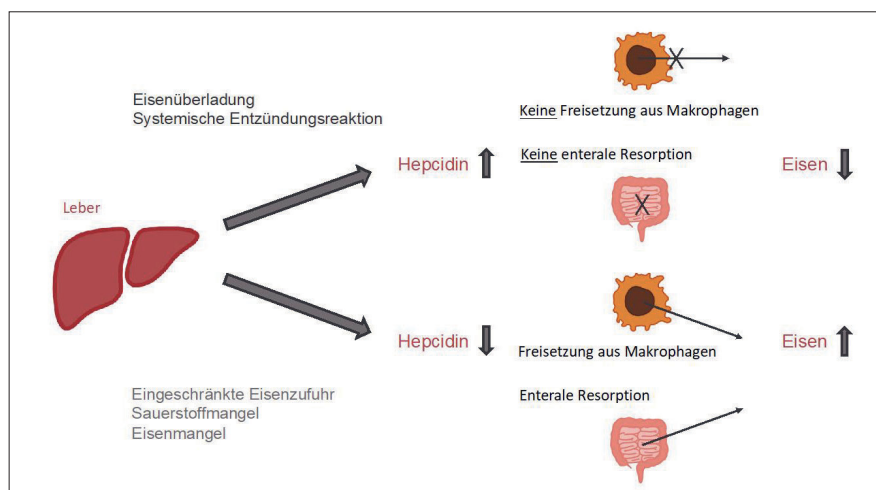 Eisenüberladung
Systemische Entzündungsreaktion
Keine Freisetzung aus Makrophagen
Hepcidin
Keine enterale Resorption
Eisen
Leber
Hepcidin
Freisetzung aus Makrophagen
Eisen
Eingeschränkte Eisenzufuhr
Sauerstoffmangel
Eisenmangel
Enterale Resorption